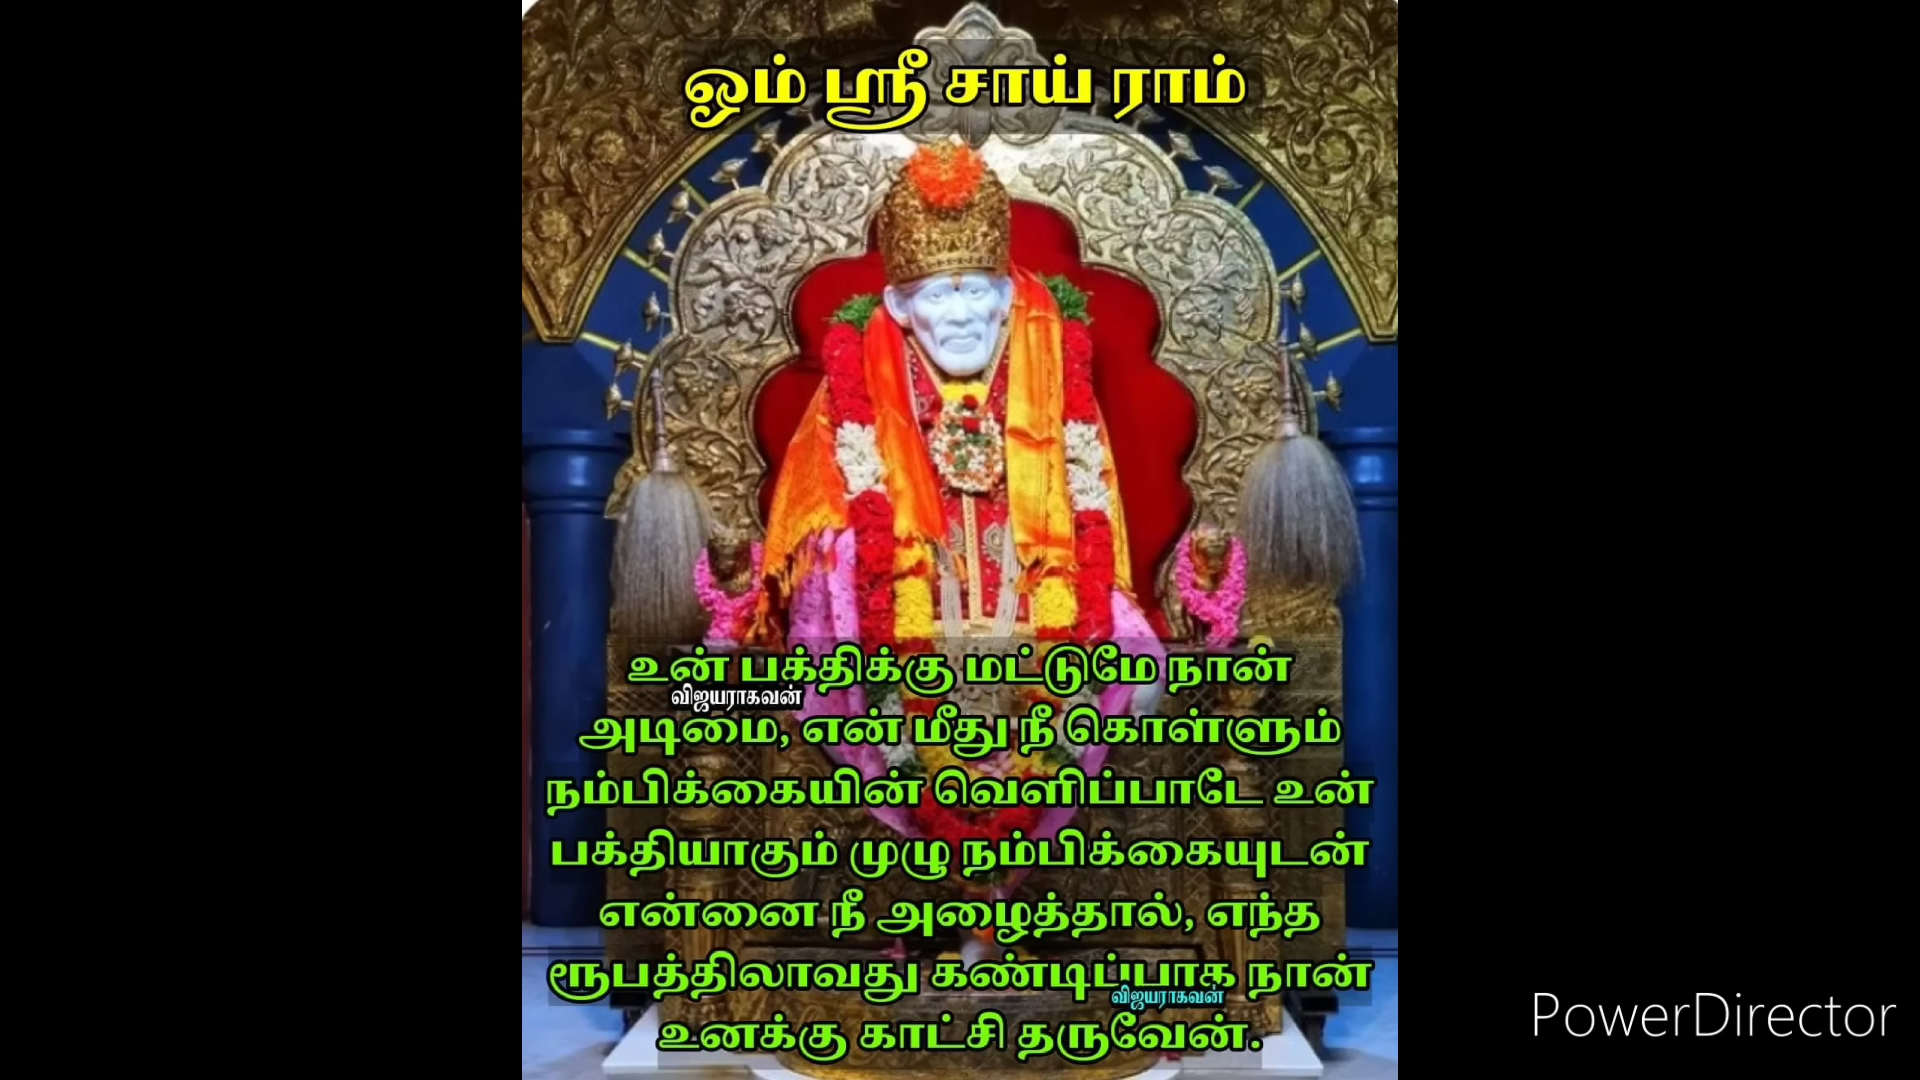 ஓம் ஸ்ரீ சாய் ராம்
உன் பக்திக்கு மட்டுமே நான்
விஜயராகவன்
அடிமை, என் மீது நீ கொள்ளும்
நம்பிக்கையின் வெளிப்பாடே உன்
பக்தியாகும் முழு நம்பிக்கையுடன்
என்னை நீ அழைத்தால், எந்த
ரூபத்திலாவது கண்டிப்பாக நான்
விஜயராகவன்
உனக்கு காட்சி தருவேன்.
PowerDirector